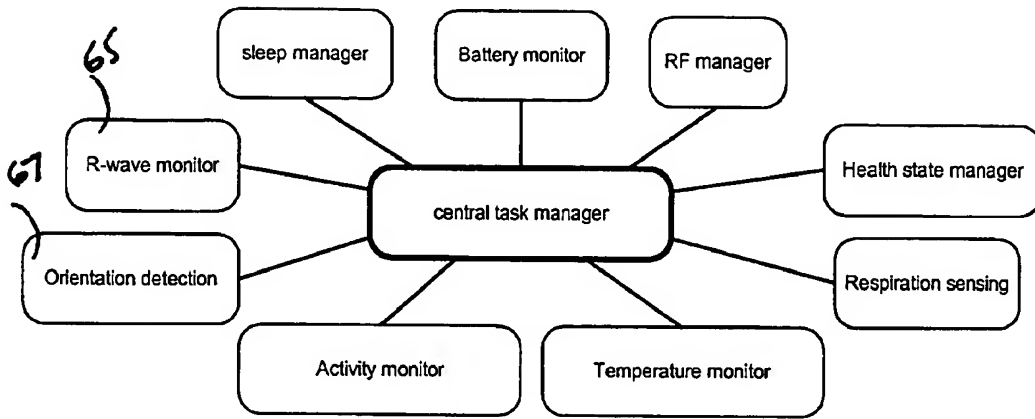 65
sleep manager
Battery monitor
RF manager
R-wave monitor
Health state manager
67
central task manager
Orientation detection
Respiration sensing
Activity monitor
Temperature monitor